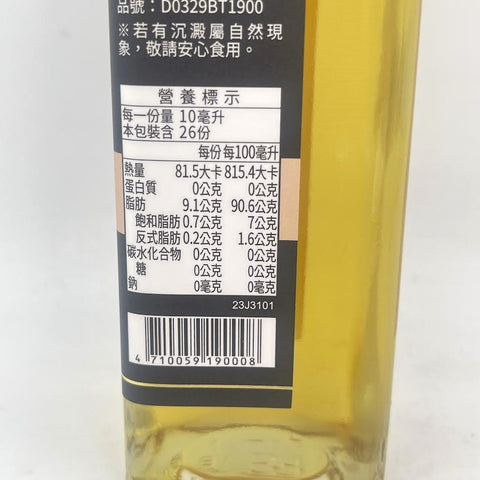 品號：D0329BT1900
※若有沉澱屬自然現
象，敬請安心食用。
營養標示
每一份量 10毫升
本包裝含 26份
每份 每100毫升
熱量 81.5大卡 815.4大卡
蛋白質 0公克 0公克
脂肪 9.1公克 90.6公克
飽和脂肪 0.7公克 7公克
反式脂肪 0.2公克 1.6公克
碳水化合物 0公克 0公克
糖 0公克 0公克
鈉 0毫克 0毫克
23J3101
4 710059 190008